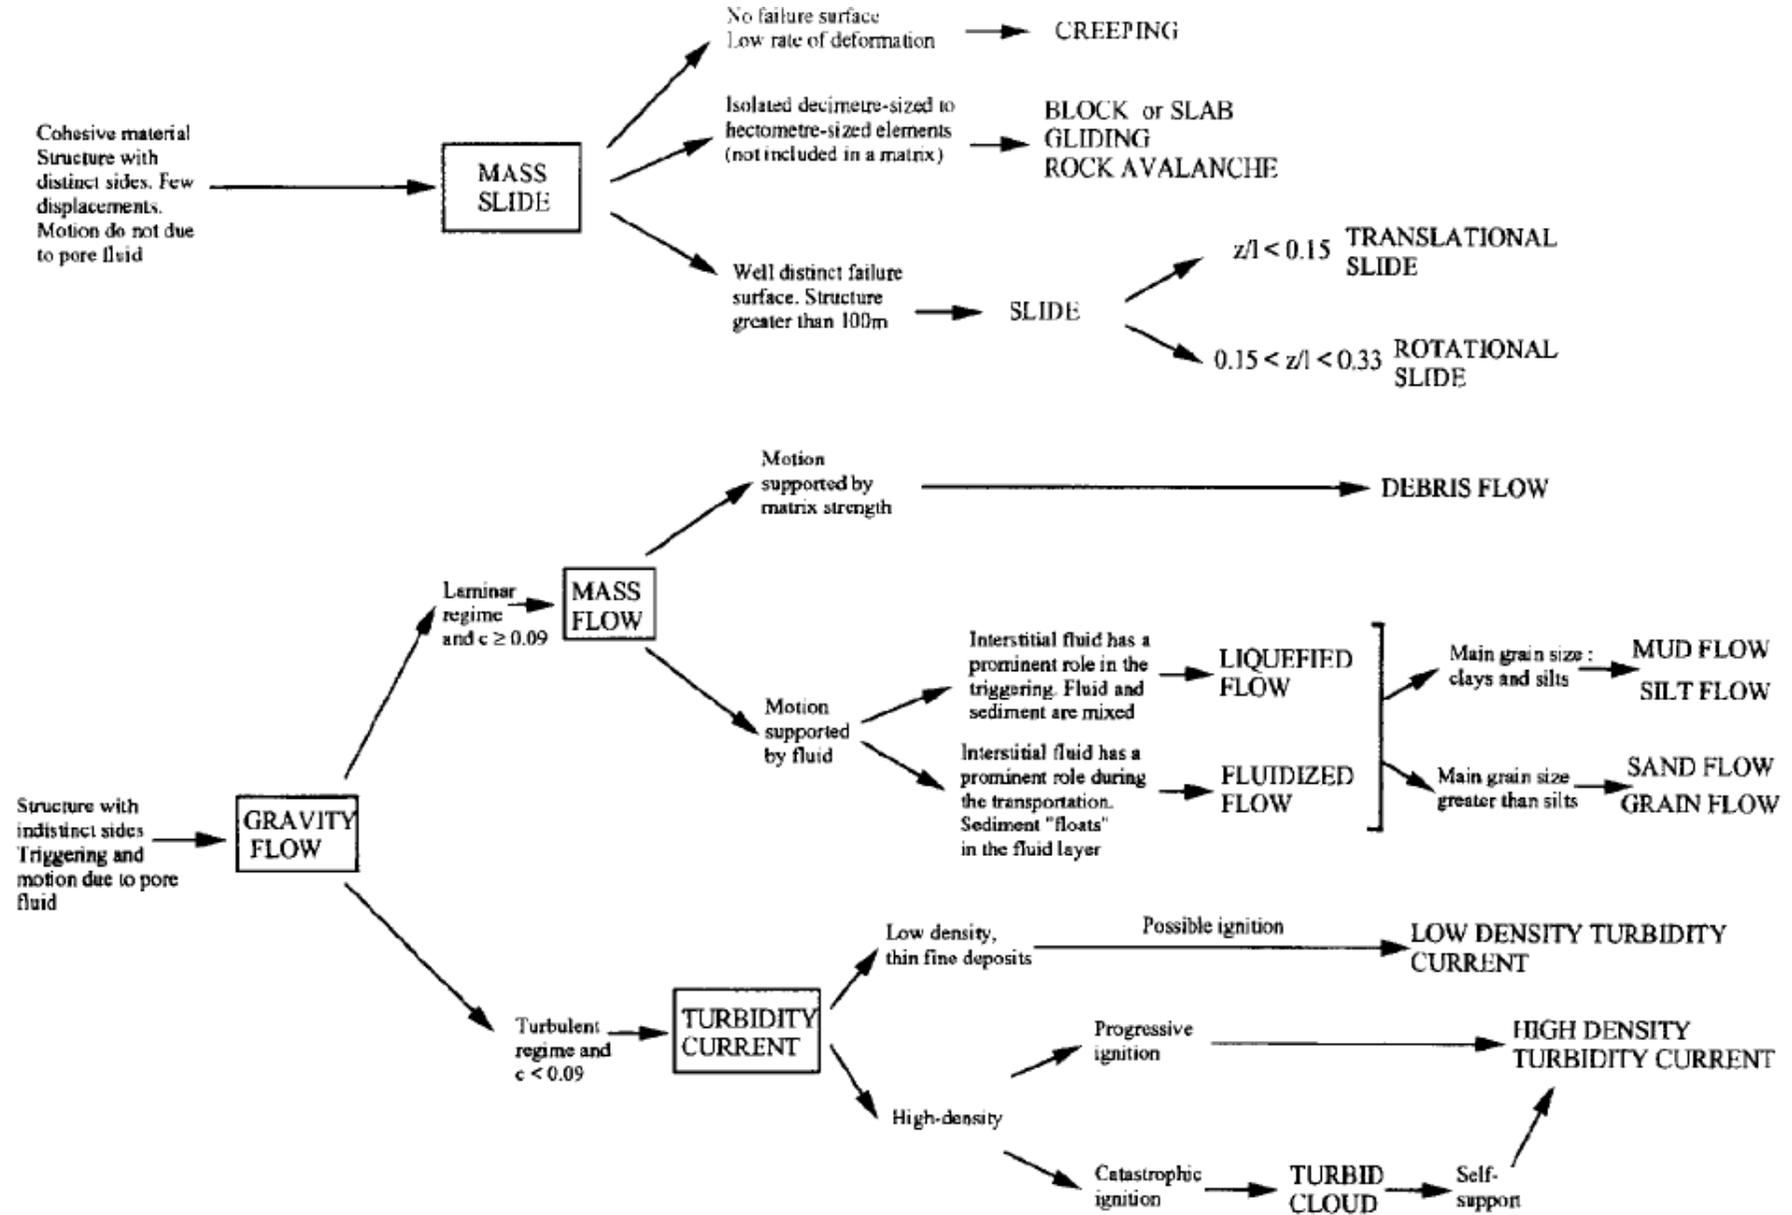 No failure surface
Low rate of deformation
CREEPING
Isolated decimetre-sized to
hectometre-sized elements
(not included in a matrix)
BLOCK or SLAB
GLIDING
ROCK AVALANCHE
Cohesive material
Structure with
distinct sides. Few
displacements.
Motion do not due
to pore fluid
MASS
SLIDE
Well distinct failure
surface. Structure
greater than 100m
SLIDE
z/l < 0.15
TRANSLATIONAL
SLIDE
0.15 < z/l < 0.33
ROTATIONAL
SLIDE
Motion
supported by
matrix strength
DEBRIS FLOW
Laminar
regime
and c ≥ 0.09
MASS
FLOW
Motion
supported
by fluid
Interstitial fluid has a
prominent role in the
triggering. Fluid and
sediment are mixed
LIQUEFIED
FLOW
Interstitial fluid has a
prominent role during
the transportation.
Sediment "floats"
in the fluid layer
FLUIDIZED
FLOW
Main grain size :
clays and silts
MUD FLOW
SILT FLOW
Main grain size
greater than silts
SAND FLOW
GRAIN FLOW
Structure with
indistinct sides
Triggering and
motion due to pore
fluid
GRAVITY
FLOW
Turbulent
regime and
c < 0.09
TURBIDITY
CURRENT
Low density,
thin fine deposits
Possible ignition
LOW DENSITY TURBIDITY
CURRENT
High-density
Progressive
ignition
HIGH DENSITY
TURBIDITY CURRENT
Catastrophic
ignition
TURBID
CLOUD
Self-
support